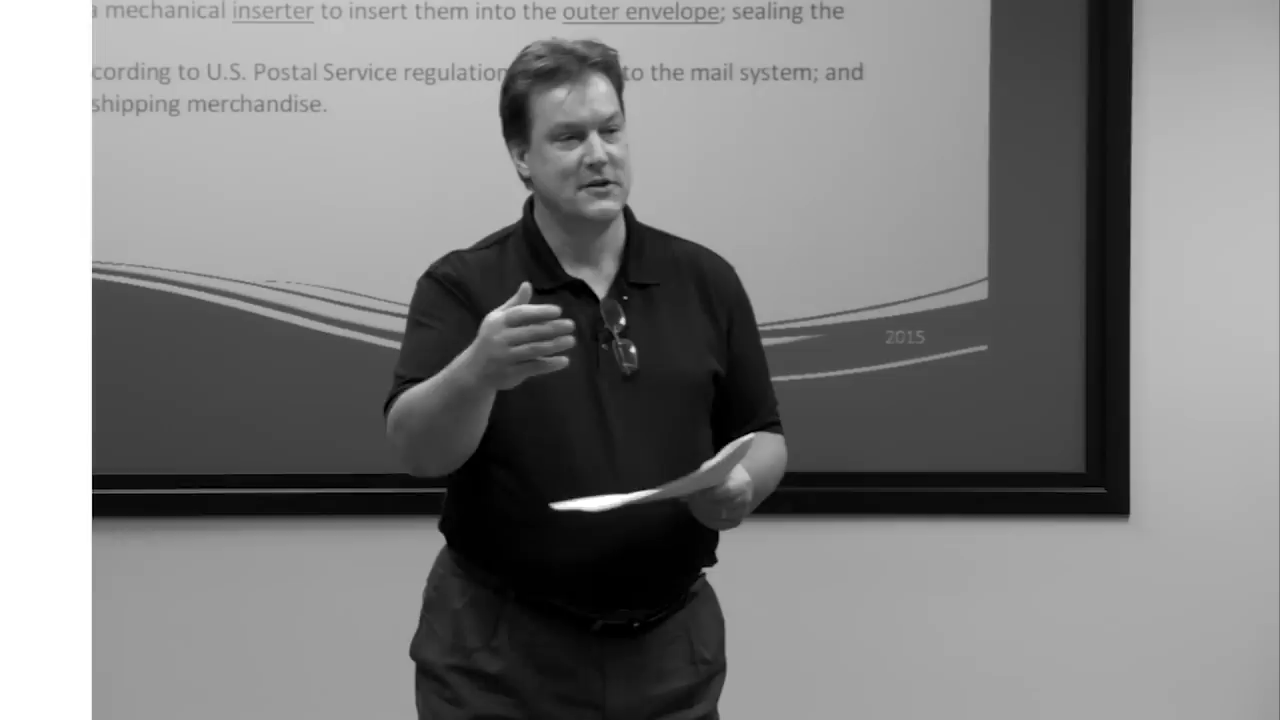 a mechanical inserter to insert them into the outer envelope; sealing the
cording to U.S. Postal Service regulation to the mail system; and
shipping merchandise.
2015